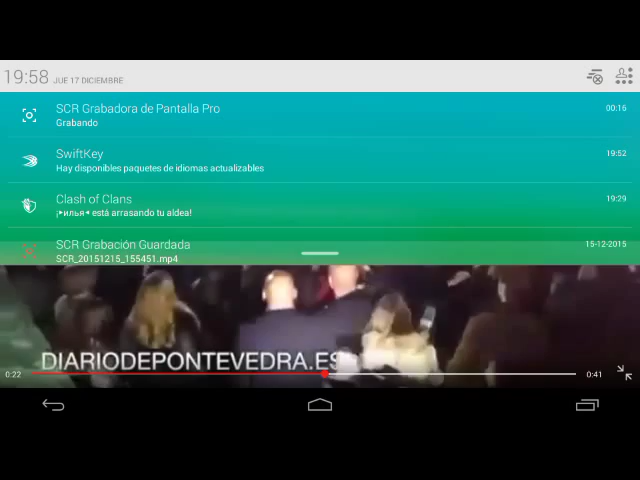 19:58 JUE 17 DICIEMBRE
SCR Grabadora de Pantalla Pro 00:16
Grabando
SwiftKey 19:52
Hay disponibles paquetes de idiomas actualizables
Clash of Clans 19:29
¡➤илья◄ está arrasando tu aldea!
SCR Grabación Guardada 15-12-2015
SCR_20151215_155451.mp4
DIARIODEPONTEVEDRA.ES
0:22 0:41